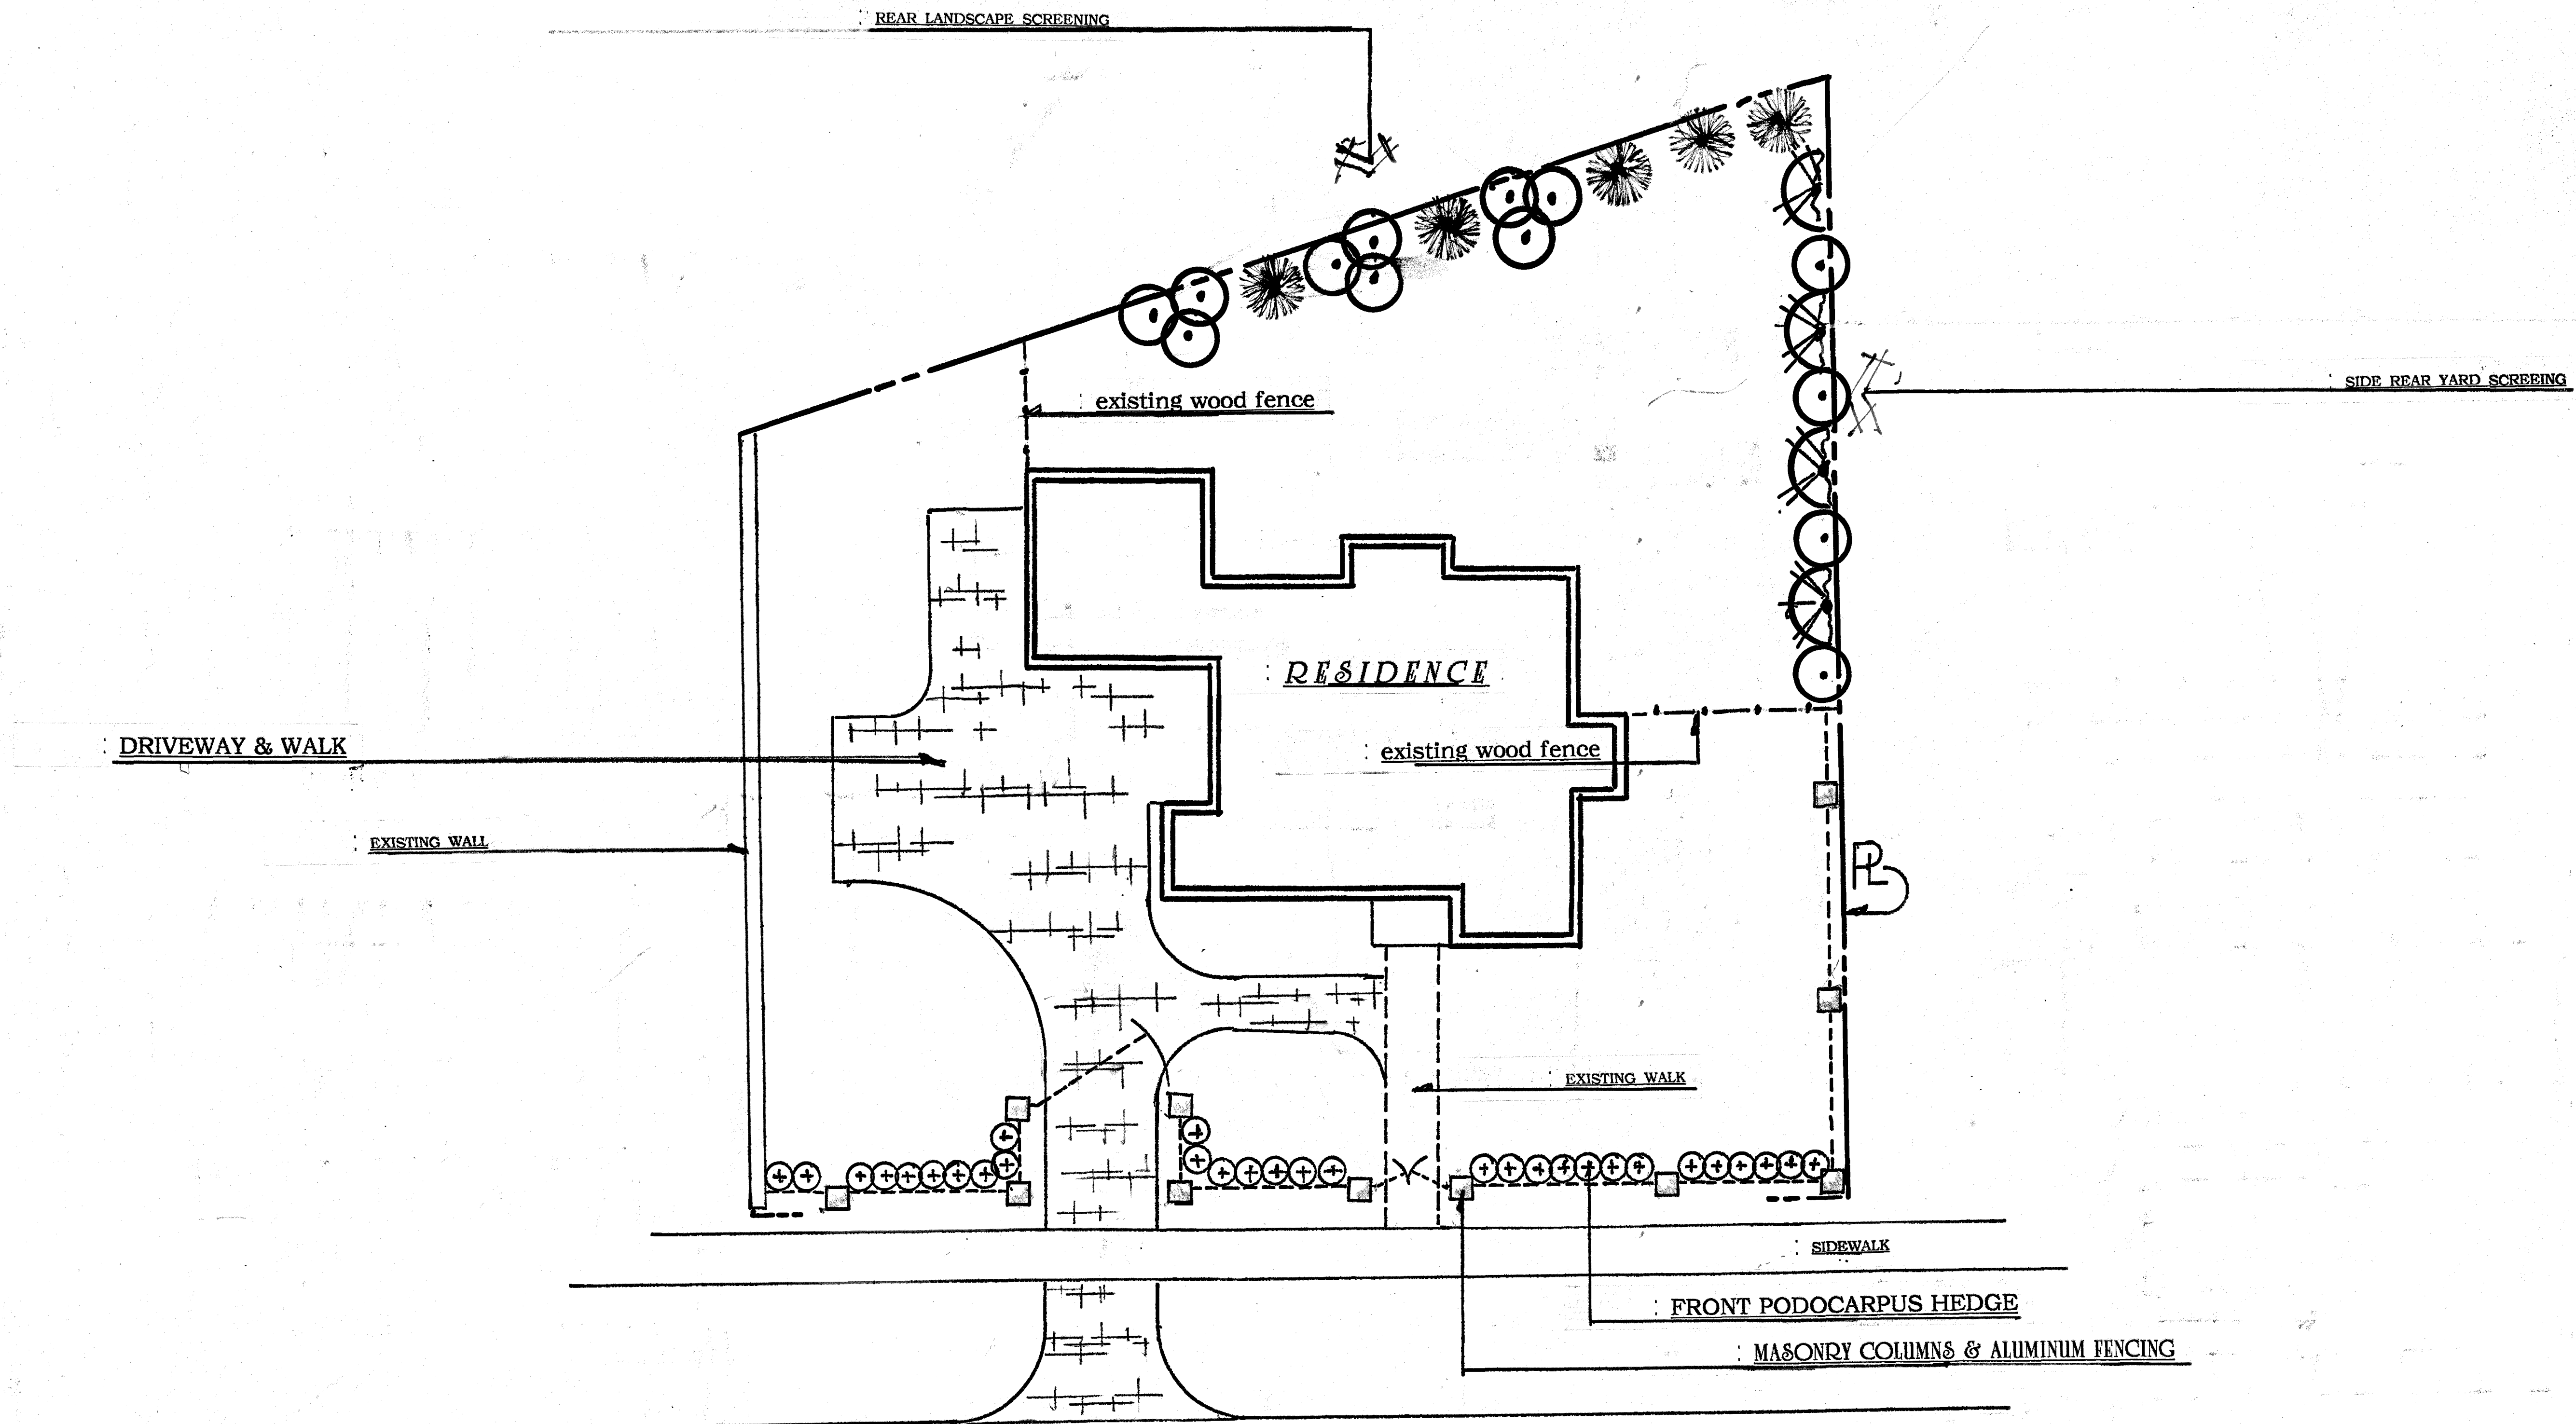 : REAR LANDSCAPE SCREENING
: SIDE REAR YARD SCREEING
: existing wood fence
: RESIDENCE
: DRIVEWAY & WALK
: existing wood fence
: EXISTING WALL
PL
: EXISTING WALK
: SIDEWALK
: FRONT PODOCARPUS HEDGE
: MASONRY COLUMNS & ALUMINUM FENCING